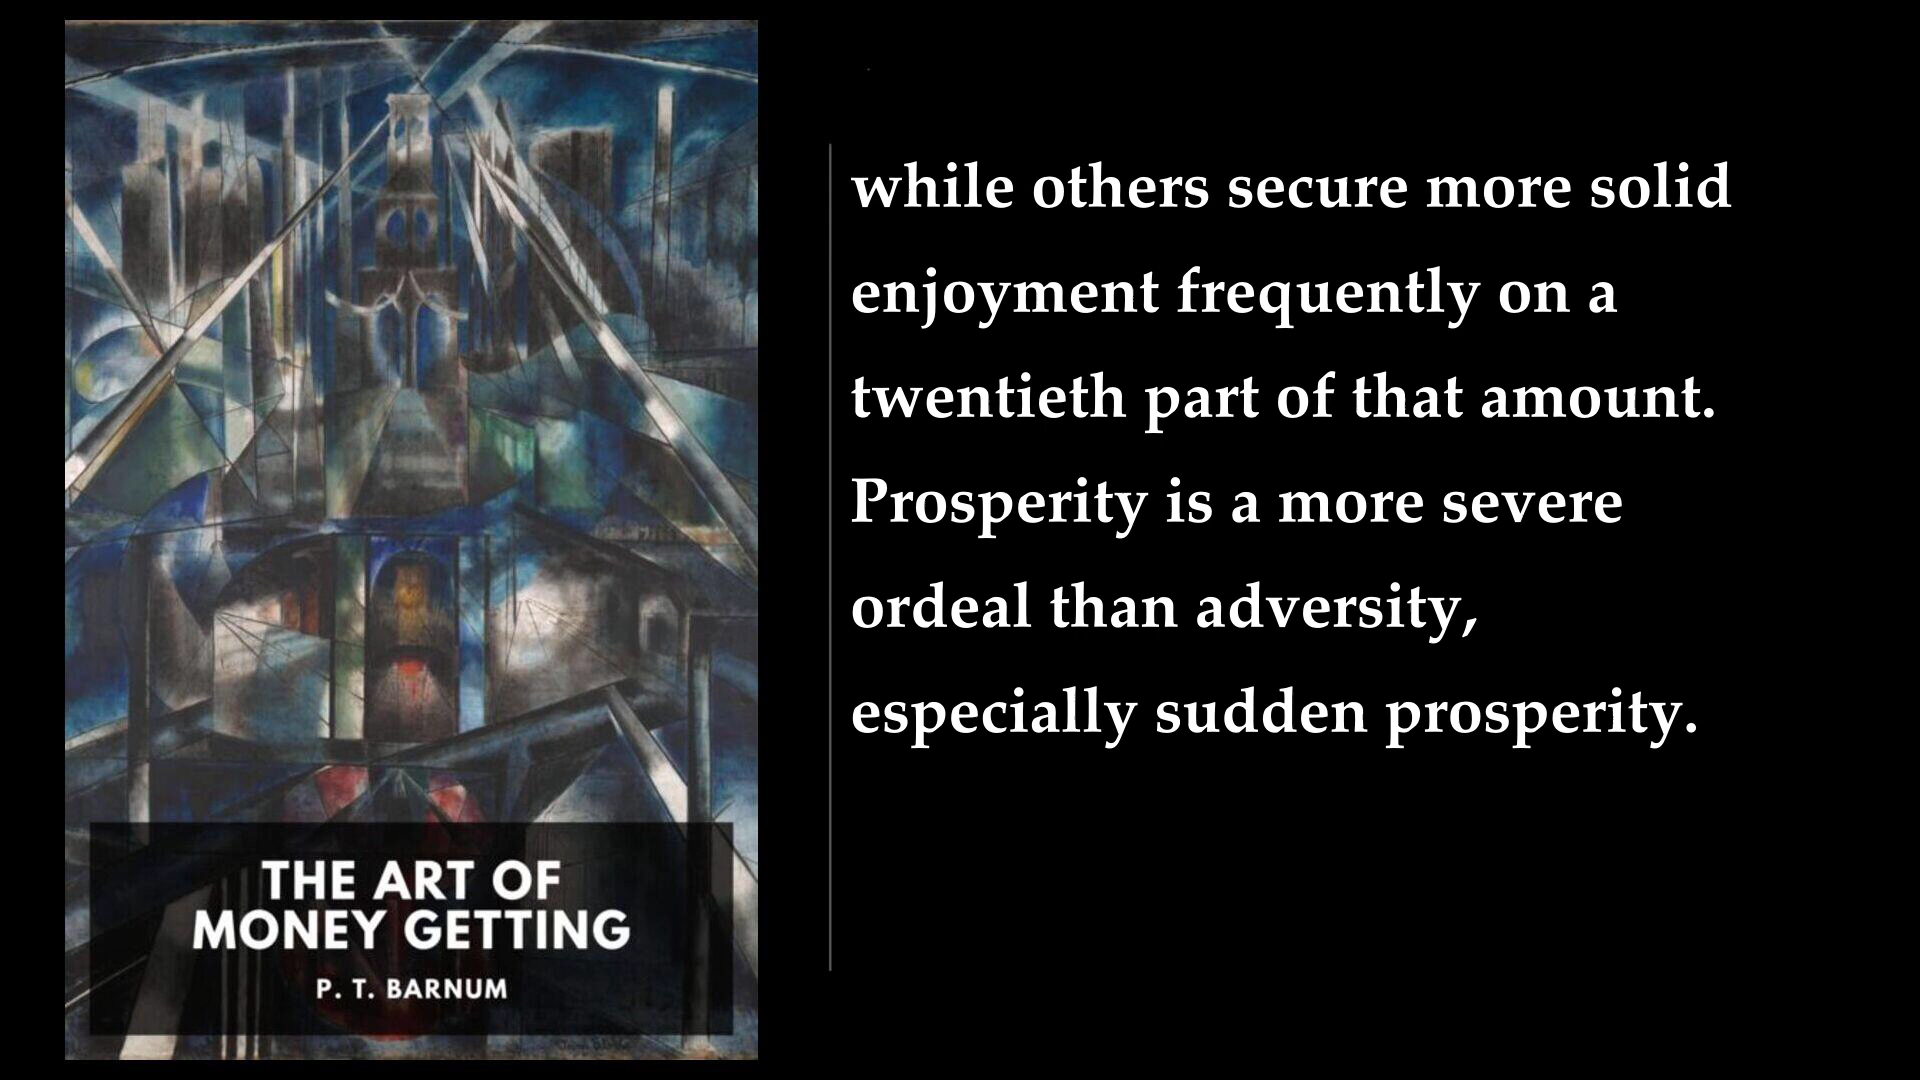 while others secure more solid
enjoyment frequently on a
twentieth part of that amount.
Prosperity is a more severe
ordeal than adversity,
especially sudden prosperity.
THE ART OF
MONEY GETTING
P. T. BARNUM